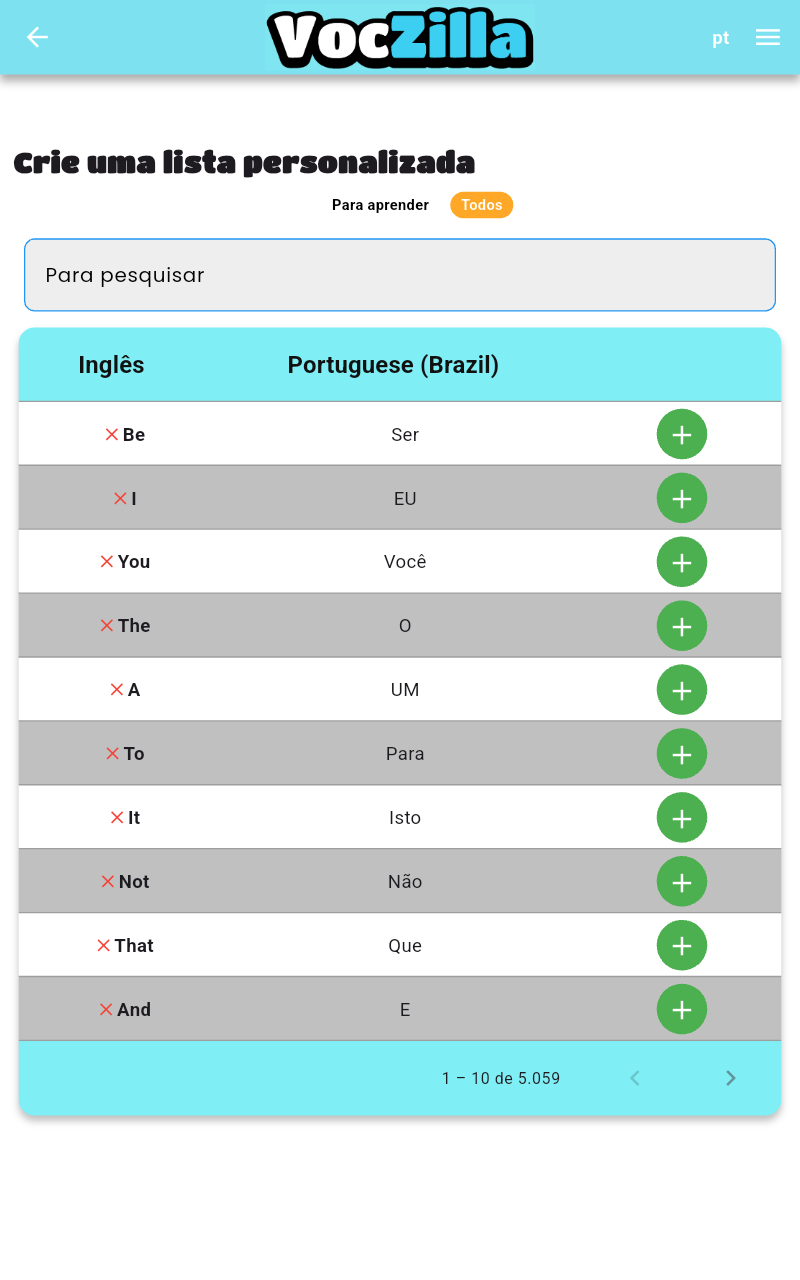 VocZilla
pt
Crie uma lista personalizada
Para aprender Todos
Para pesquisar
Inglês Portuguese (Brazil)
Be Ser
I EU
You Você
The O
A UM
To Para
It Isto
Not Não
That Que
And E
1 – 10 de 5.059